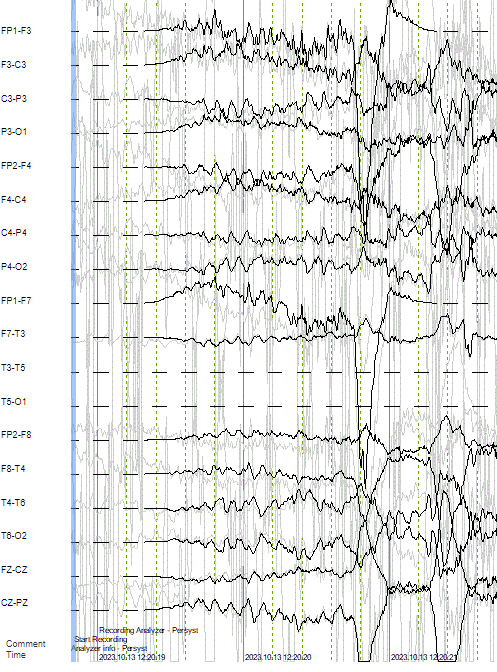 FP1-F3
F3-C3
C3-P3
P3-O1
FP2-F4
F4-C4
C4-P4
P4-O2
FP1-F7
F7-T3
T3-T5
T5-O1
FP2-F8
F8-T4
T4-T6
T6-O2
FZ-CZ
CZ-PZ
Recording Analyzer - Persyst
Start Recording
Comment
Analyzer info - Persyst
Time
2023.10.13 12:20:19 2023.10.13 12:20:20 2023.10.13 12:20:21